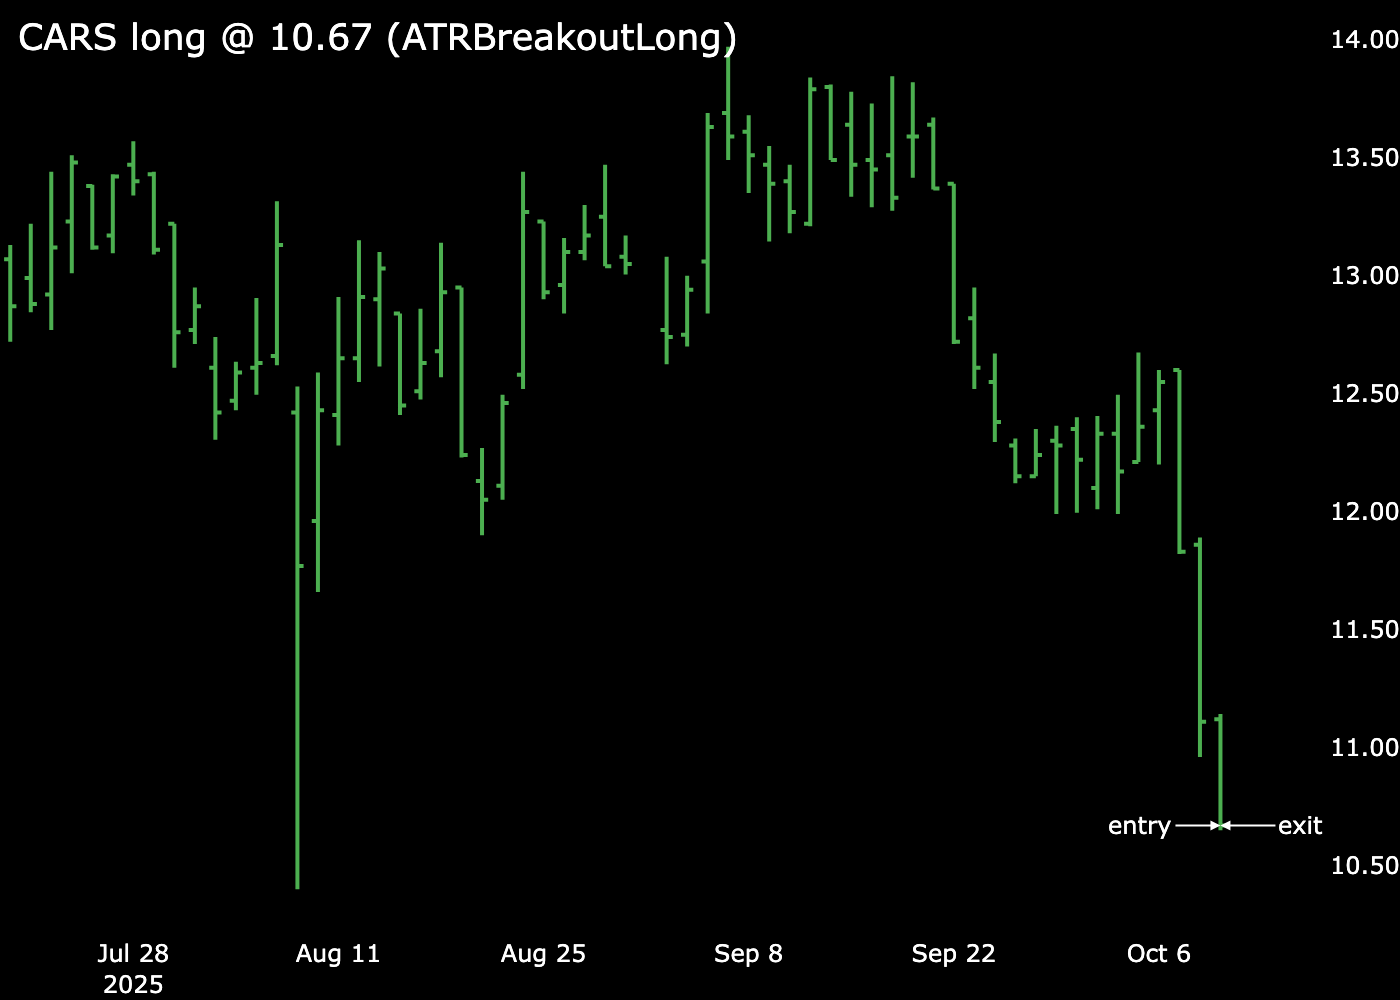 CARS long @ 10.67 (ATRBreakoutLong)
14.00
13.50
13.00
12.50
12.00
11.50
11.00
entry
exit
10.50
Jul 28
2025
Aug 11
Aug 25
Sep 8
Sep 22
Oct 6